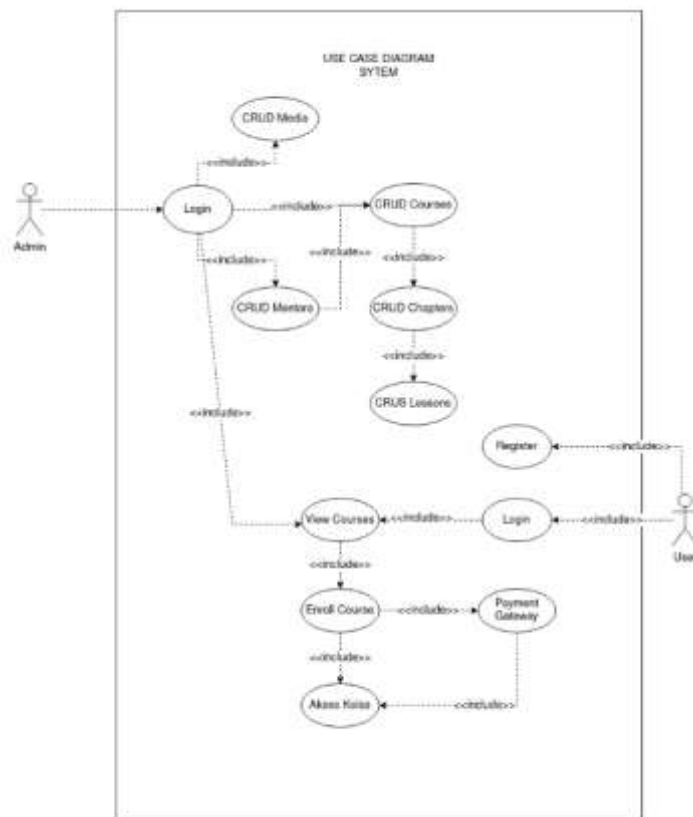 USE CASE DIAGRAM
SYTEM
CRUD Media
<<include>>
Login
<<include>>
CRUD Courses
Admin
<<include>>
<<include>>
<<include>>
CRUD Mentors
CRUD Chapters
<<include>>
CRUS Lessons
<<include>>
Register
<<include>>
View Courses
<<include>>
Login
<<include>>
User
<<include>>
Enroll Course
<<include>>
Payment
Gateway
<<include>>
Akses Kelas
<<include>>